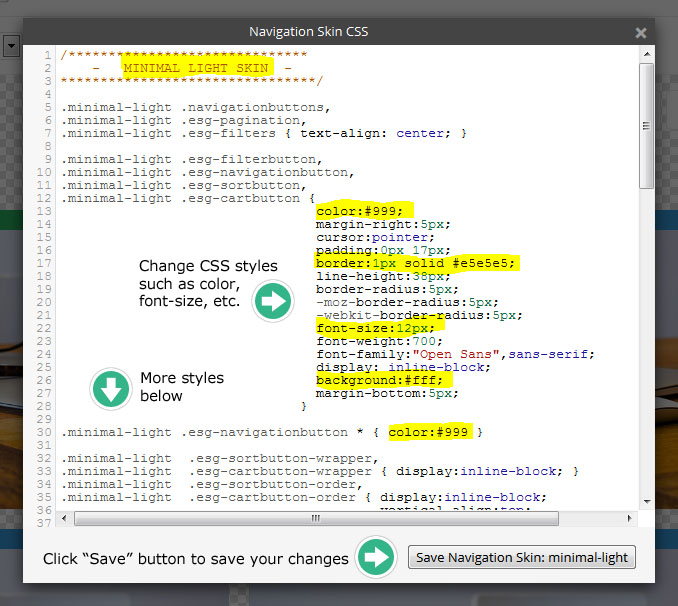 Navigation Skin CSS
1 /******************************
2 - MINIMAL LIGHT SKIN -
3 ********************************/
4
5 .minimal-light .navigationbuttons,
6 .minimal-light .esg-pagination,
7 .minimal-light .esg-filters { text-align: center; }
8
9 .minimal-light .esg-filterbutton,
10 .minimal-light .esg-navigationbutton,
11 .minimal-light .esg-sortbutton,
12 .minimal-light .esg-cartbutton {
13 color:#999;
14 margin-right:5px;
15 cursor:pointer;
16 padding:0px 17px;
17 border:1px solid #e5e5e5;
18 line-height:38px;
19 border-radius:5px;
20 -moz-border-radius:5px;
21 -webkit-border-radius:5px;
22 font-size:12px;
23 font-weight:700;
24 font-family:"Open Sans",sans-serif;
25 display: inline-block;
26 background:#fff;
27 margin-bottom:5px;
28 }
29
30 .minimal-light .esg-navigationbutton * { color:#999 }
31
32 .minimal-light .esg-sortbutton-wrapper,
33 .minimal-light .esg-cartbutton-wrapper { display:inline-block; }
34 .minimal-light .esg-sortbutton-order,
35 .minimal-light .esg-cartbutton-order { display:inline-block;
36 vertical-align:top;
37
Change CSS styles
such as color,
font-size, etc.
More styles
below
Click “Save” button to save your changes
Save Navigation Skin: minimal-light